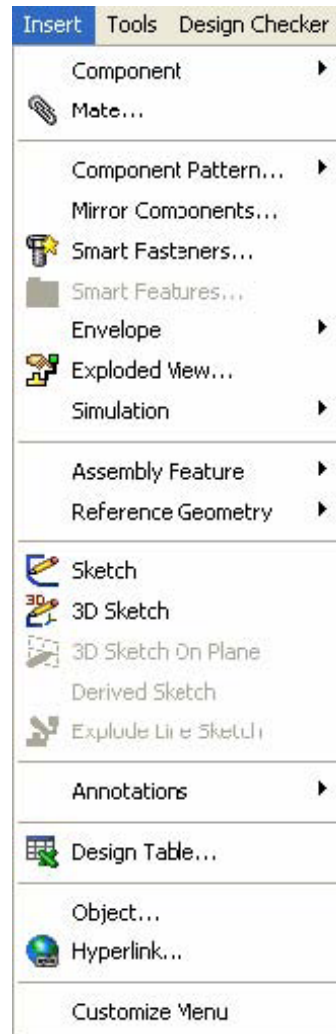 Insert Tools Design Checker
Component
Mate...
Component Pattern...
Mirror Components...
Smart Fasteners...
Smart Features...
Envelope
Exploded View...
Simulation
Assembly Feature
Reference Geometry
Sketch
3D Sketch
3D Sketch On Plane
Derived Sketch
Explode Line Sketch
Annotations
Design Table...
Object...
Hyperlink...
Customize Menu